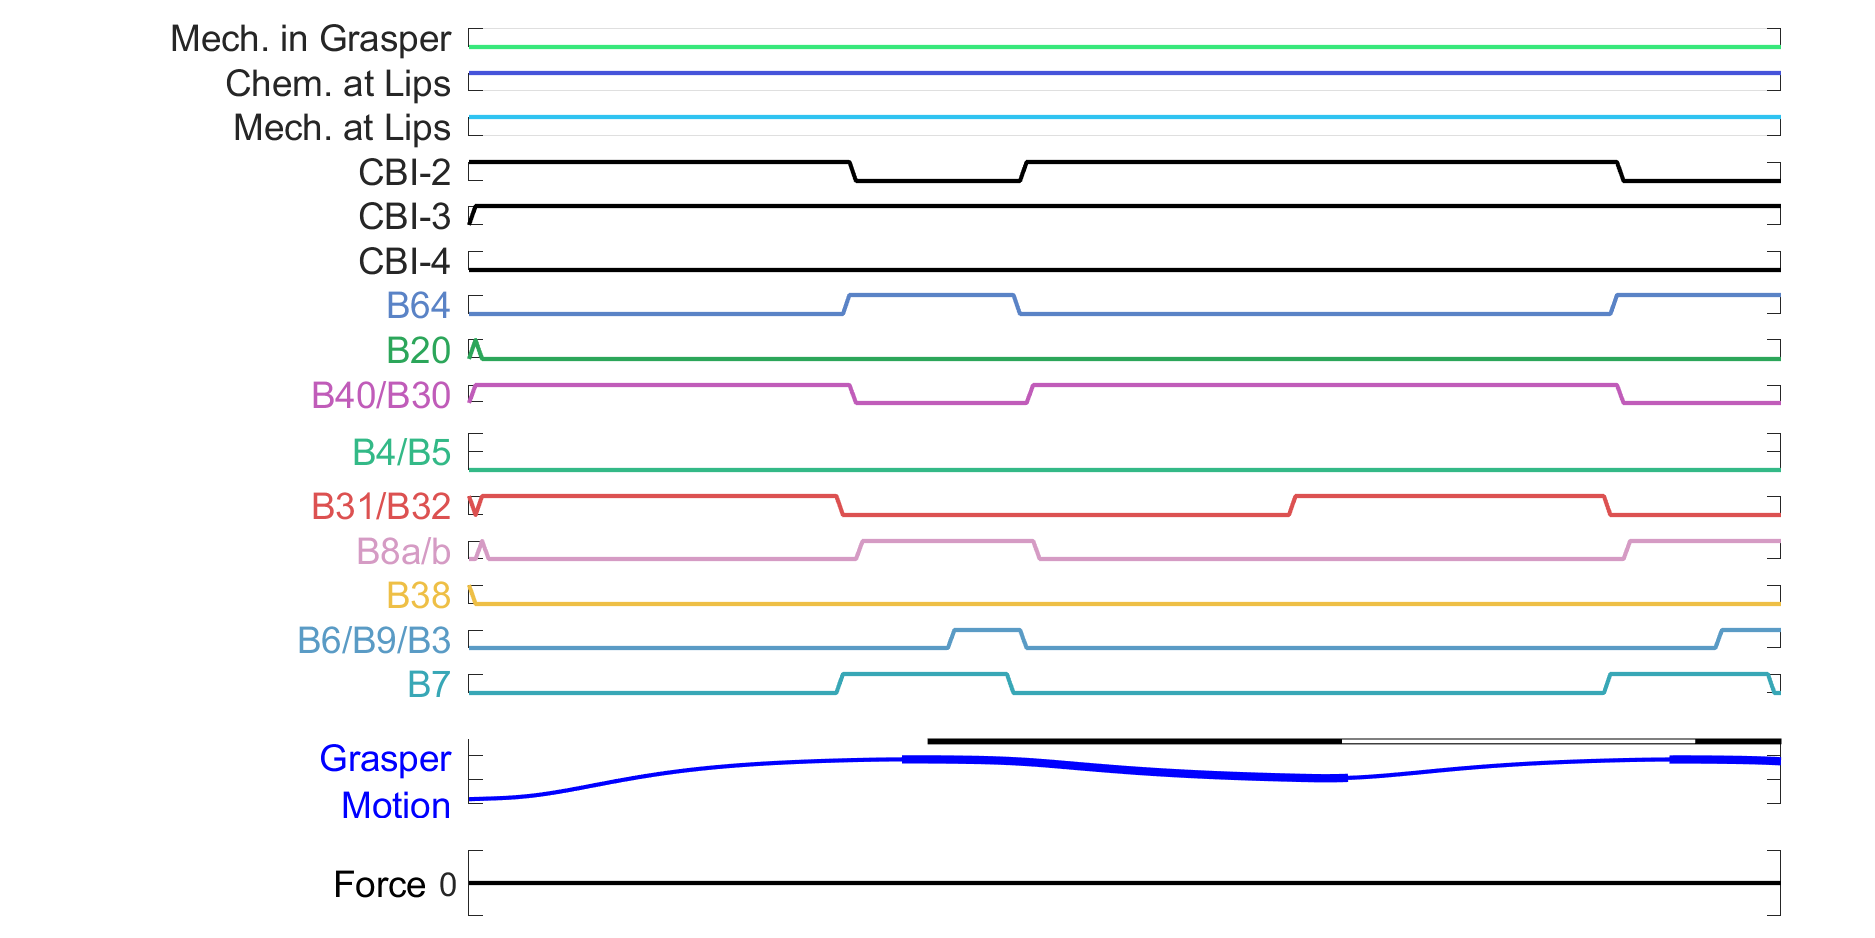 Mech. in Grasper
Chem. at Lips
Mech. at Lips
CBI-2
CBI-3
CBI-4
B64
B20
B40/B30
B4/B5
B31/B32
B8a/b
B38
B6/B9/B3
B7
Grasper
Motion
Force 0